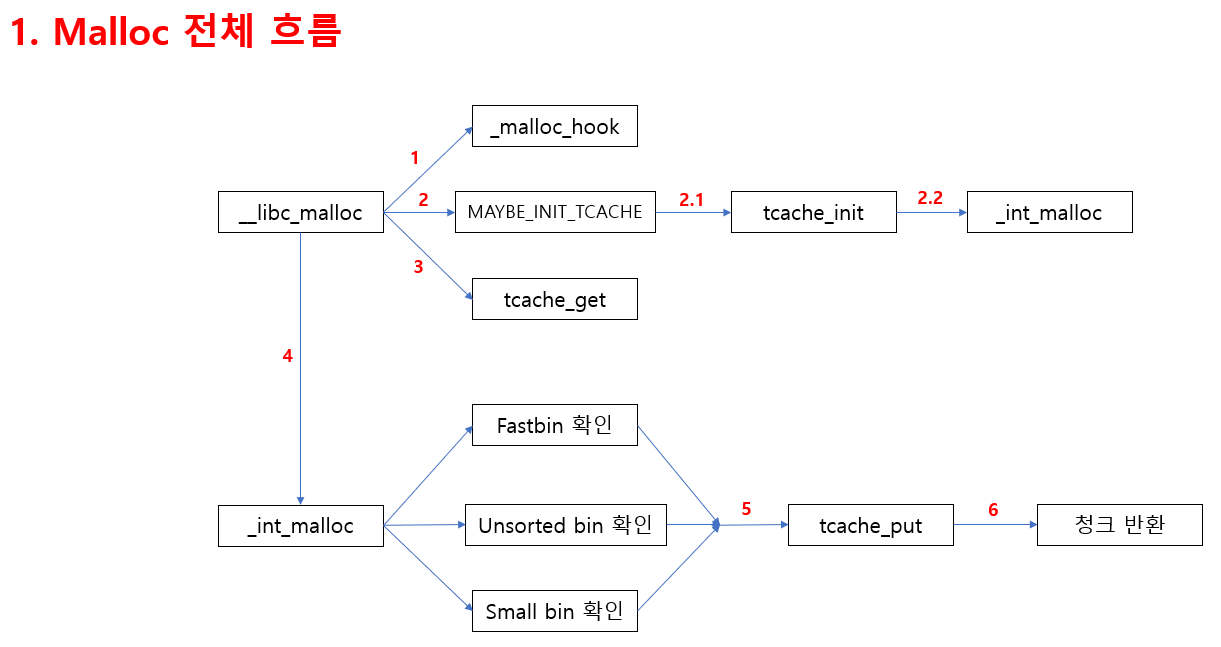 1. Malloc 전체 흐름
_malloc_hook
1
__libc_malloc
2
MAYBE_INIT_TCACHE
2.1
tcache_init
2.2
_int_malloc
3
tcache_get
4
Fastbin 확인
_int_malloc
Unsorted bin 확인
5
tcache_put
6
청크 반환
Small bin 확인